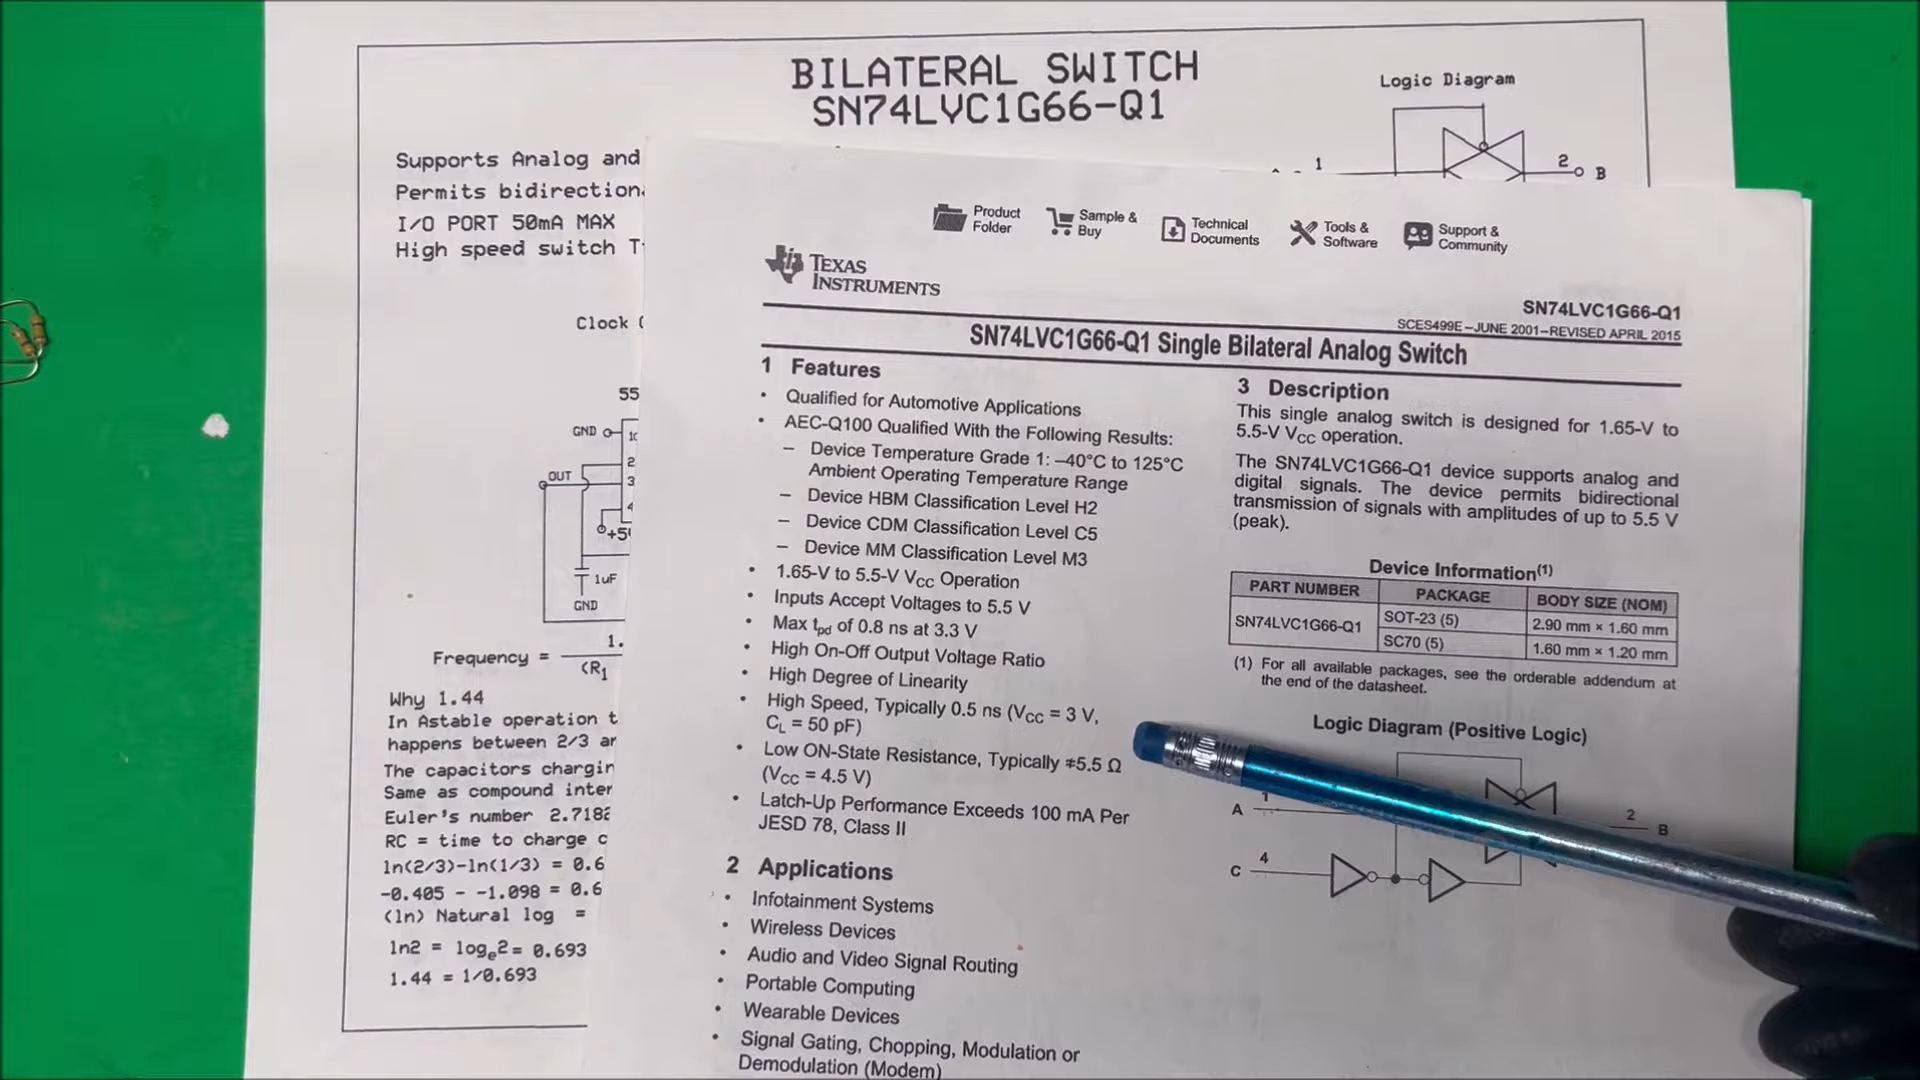 BILATERAL SWITCH
SN74LVC1G66-Q1
Logic Diagram
1
2
B
Supports Analog and
Permits bidirection
I/O PORT 50mA MAX
High speed switch
Clock
55
GND
OUT
2
3
4
1uF
GND
Frequency = 1.
(R1
Why 1.44
In Astable operation t
happens between 2/3 ar
The capacitors chargin
Same as compound inter
Euler's number 2.7182
RC = time to charge c
ln(2/3)-ln(1/3) = 0.6
-0.405 - -1.098 = 0.6
(ln) Natural log =
ln2 = loge2= 0.693
1.44 = 1/0.693
Product
Folder
Sample &
Buy
Technical
Documents
Tools &
Software
Support &
Community
TEXAS
INSTRUMENTS
SN74LVC1G66-Q1
SCES499E–JUNE 2001–REVISED APRIL 2015
SN74LVC1G66-Q1 Single Bilateral Analog Switch
1 Features
• Qualified for Automotive Applications
• AEC-Q100 Qualified With the Following Results:
– Device Temperature Grade 1: –40°C to 125°C
Ambient Operating Temperature Range
– Device HBM Classification Level H2
– Device CDM Classification Level C5
– Device MM Classification Level M3
• 1.65-V to 5.5-V VCC Operation
• Inputs Accept Voltages to 5.5 V
• Max tpd of 0.8 ns at 3.3 V
• High On-Off Output Voltage Ratio
• High Degree of Linearity
• High Speed, Typically 0.5 ns (VCC = 3 V,
CL = 50 pF)
• Low ON-State Resistance, Typically ≉5.5 Ω
(VCC = 4.5 V)
• Latch-Up Performance Exceeds 100 mA Per
JESD 78, Class II
2 Applications
• Infotainment Systems
• Wireless Devices
• Audio and Video Signal Routing
• Portable Computing
• Wearable Devices
• Signal Gating, Chopping, Modulation or
Demodulation (Modem)
3 Description
This single analog switch is designed for 1.65-V to
5.5-V VCC operation.
The SN74LVC1G66-Q1 device supports analog and
digital signals. The device permits bidirectional
transmission of signals with amplitudes of up to 5.5 V
(peak).
Device Information(1)
PART NUMBER PACKAGE BODY SIZE (NOM)
SN74LVC1G66-Q1 SOT-23 (5) 2.90 mm × 1.60 mm
SC70 (5) 1.60 mm × 1.20 mm
(1) For all available packages, see the orderable addendum at
the end of the datasheet.
Logic Diagram (Positive Logic)
A 1
2 B
C 4